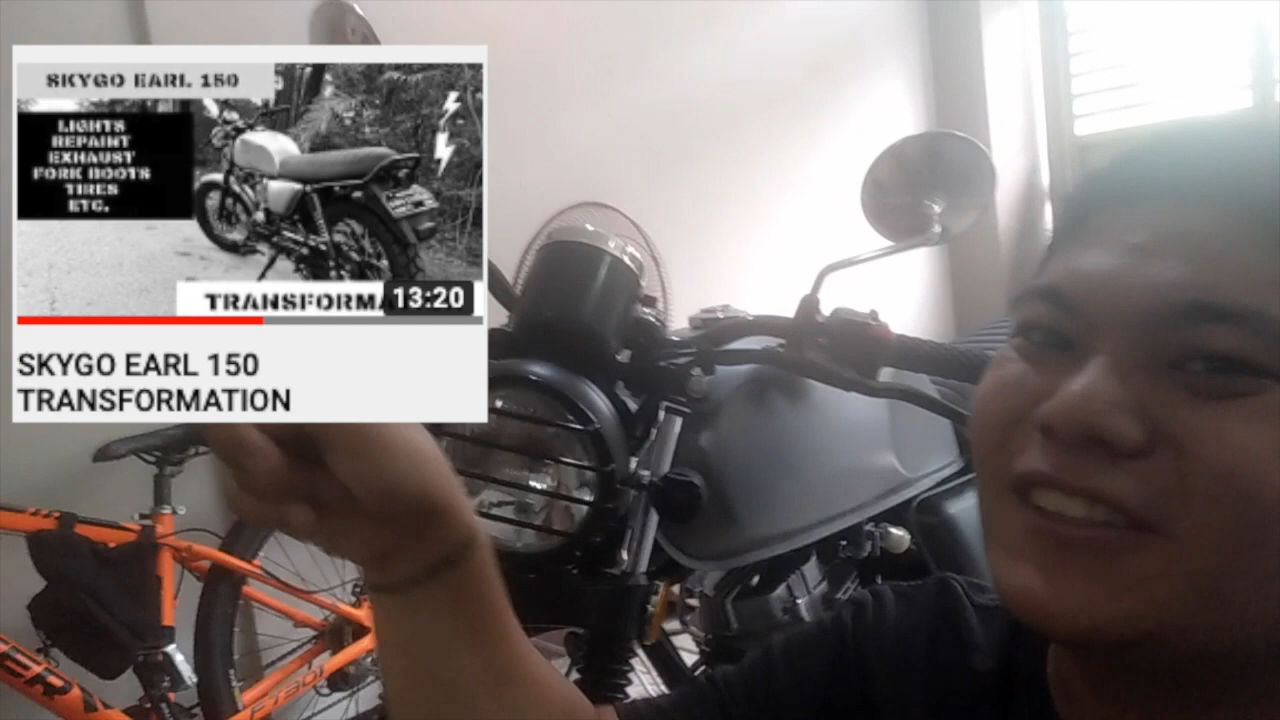 SKYGO EARL 150
LIGHTS
REPAINT
EXHAUST
FORK BOOTS
TIRES
ETC.
TRANSFORMA
13:20
SKYGO EARL 150
TRANSFORMATION